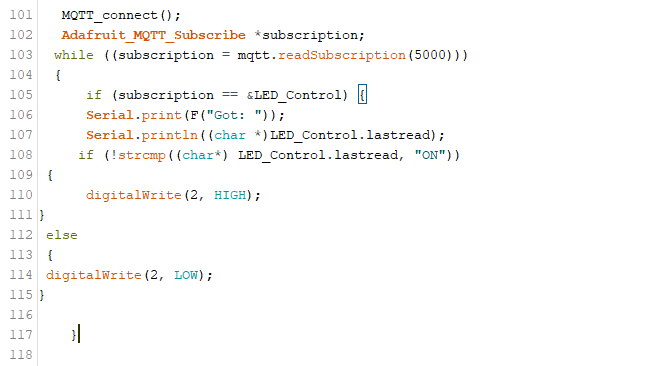 101 MQTT_connect();
102 Adafruit_MQTT_Subscribe *subscription;
103 while ((subscription = mqtt.readSubscription(5000)))
104 {
105 if (subscription == &LED_Control) {
106 Serial.print(F("Got: "));
107 Serial.println((char *)LED_Control.lastread);
108 if (!strcmp((char*) LED_Control.lastread, "ON"))
109 {
110 digitalWrite(2, HIGH);
111 }
112 else
113 {
114 digitalWrite(2, LOW);
115 }
116
117 }
118